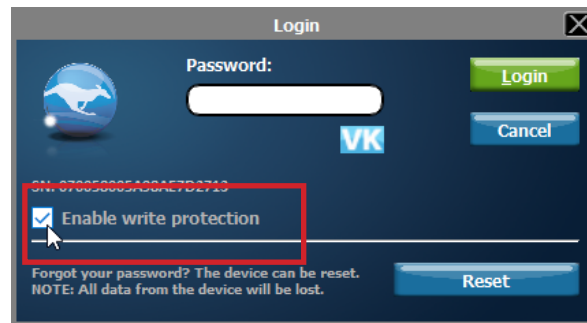 Login
Password:
Login
VK
Cancel
Enable write protection
Forgot your password? The device can be reset.
NOTE: All data from the device will be lost.
Reset